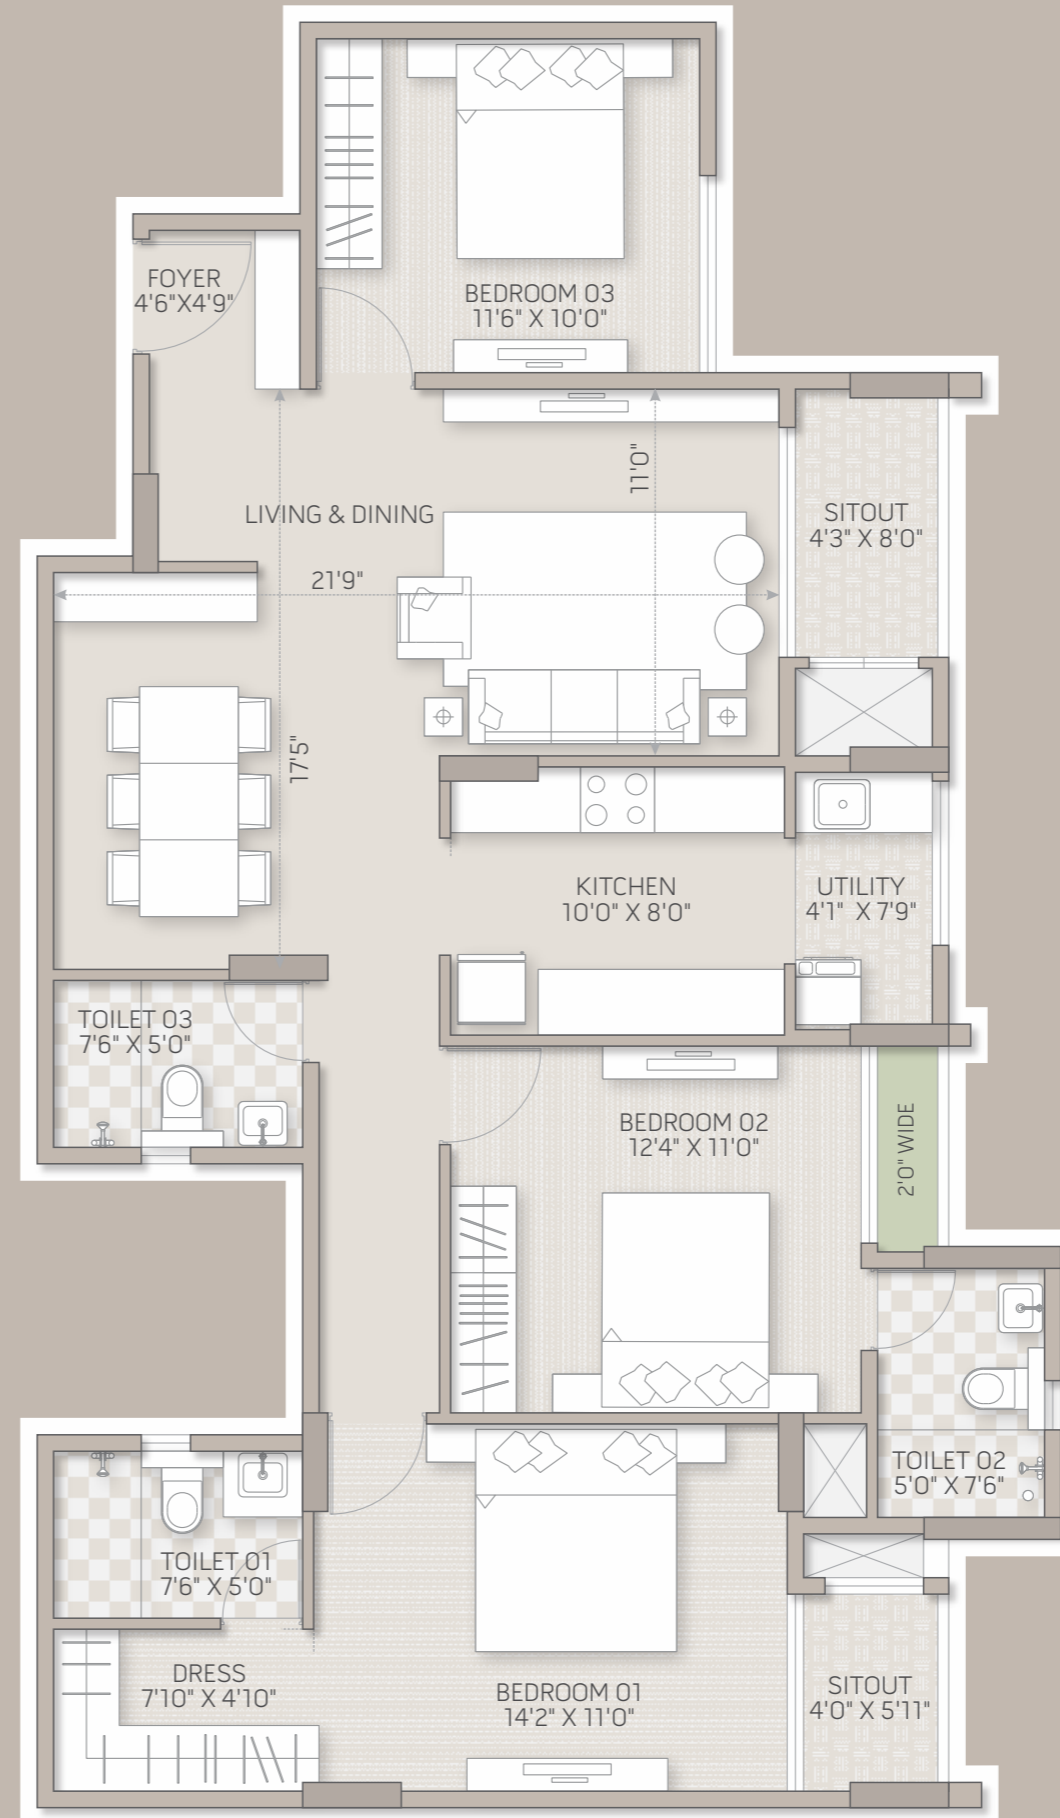 BEDROOM 03
11'6" X 10'0"
FOYER
4'6"X4'9"
LIVING & DINING
11'0"
21'9"
17'5"
SITOUT
4'3" X 8'0"
KITCHEN
10'0" X 8'0"
UTILITY
4'1" X 7'9"
TOILET 03
7'6" X 5'0"
BEDROOM 02
12'4" X 11'0"
2'0" WIDE
TOILET 02
5'0" X 7'6"
TOILET 01
7'6" X 5'0"
DRESS
7'10" X 4'10"
BEDROOM 01
14'2" X 11'0"
SITOUT
4'0" X 5'11"